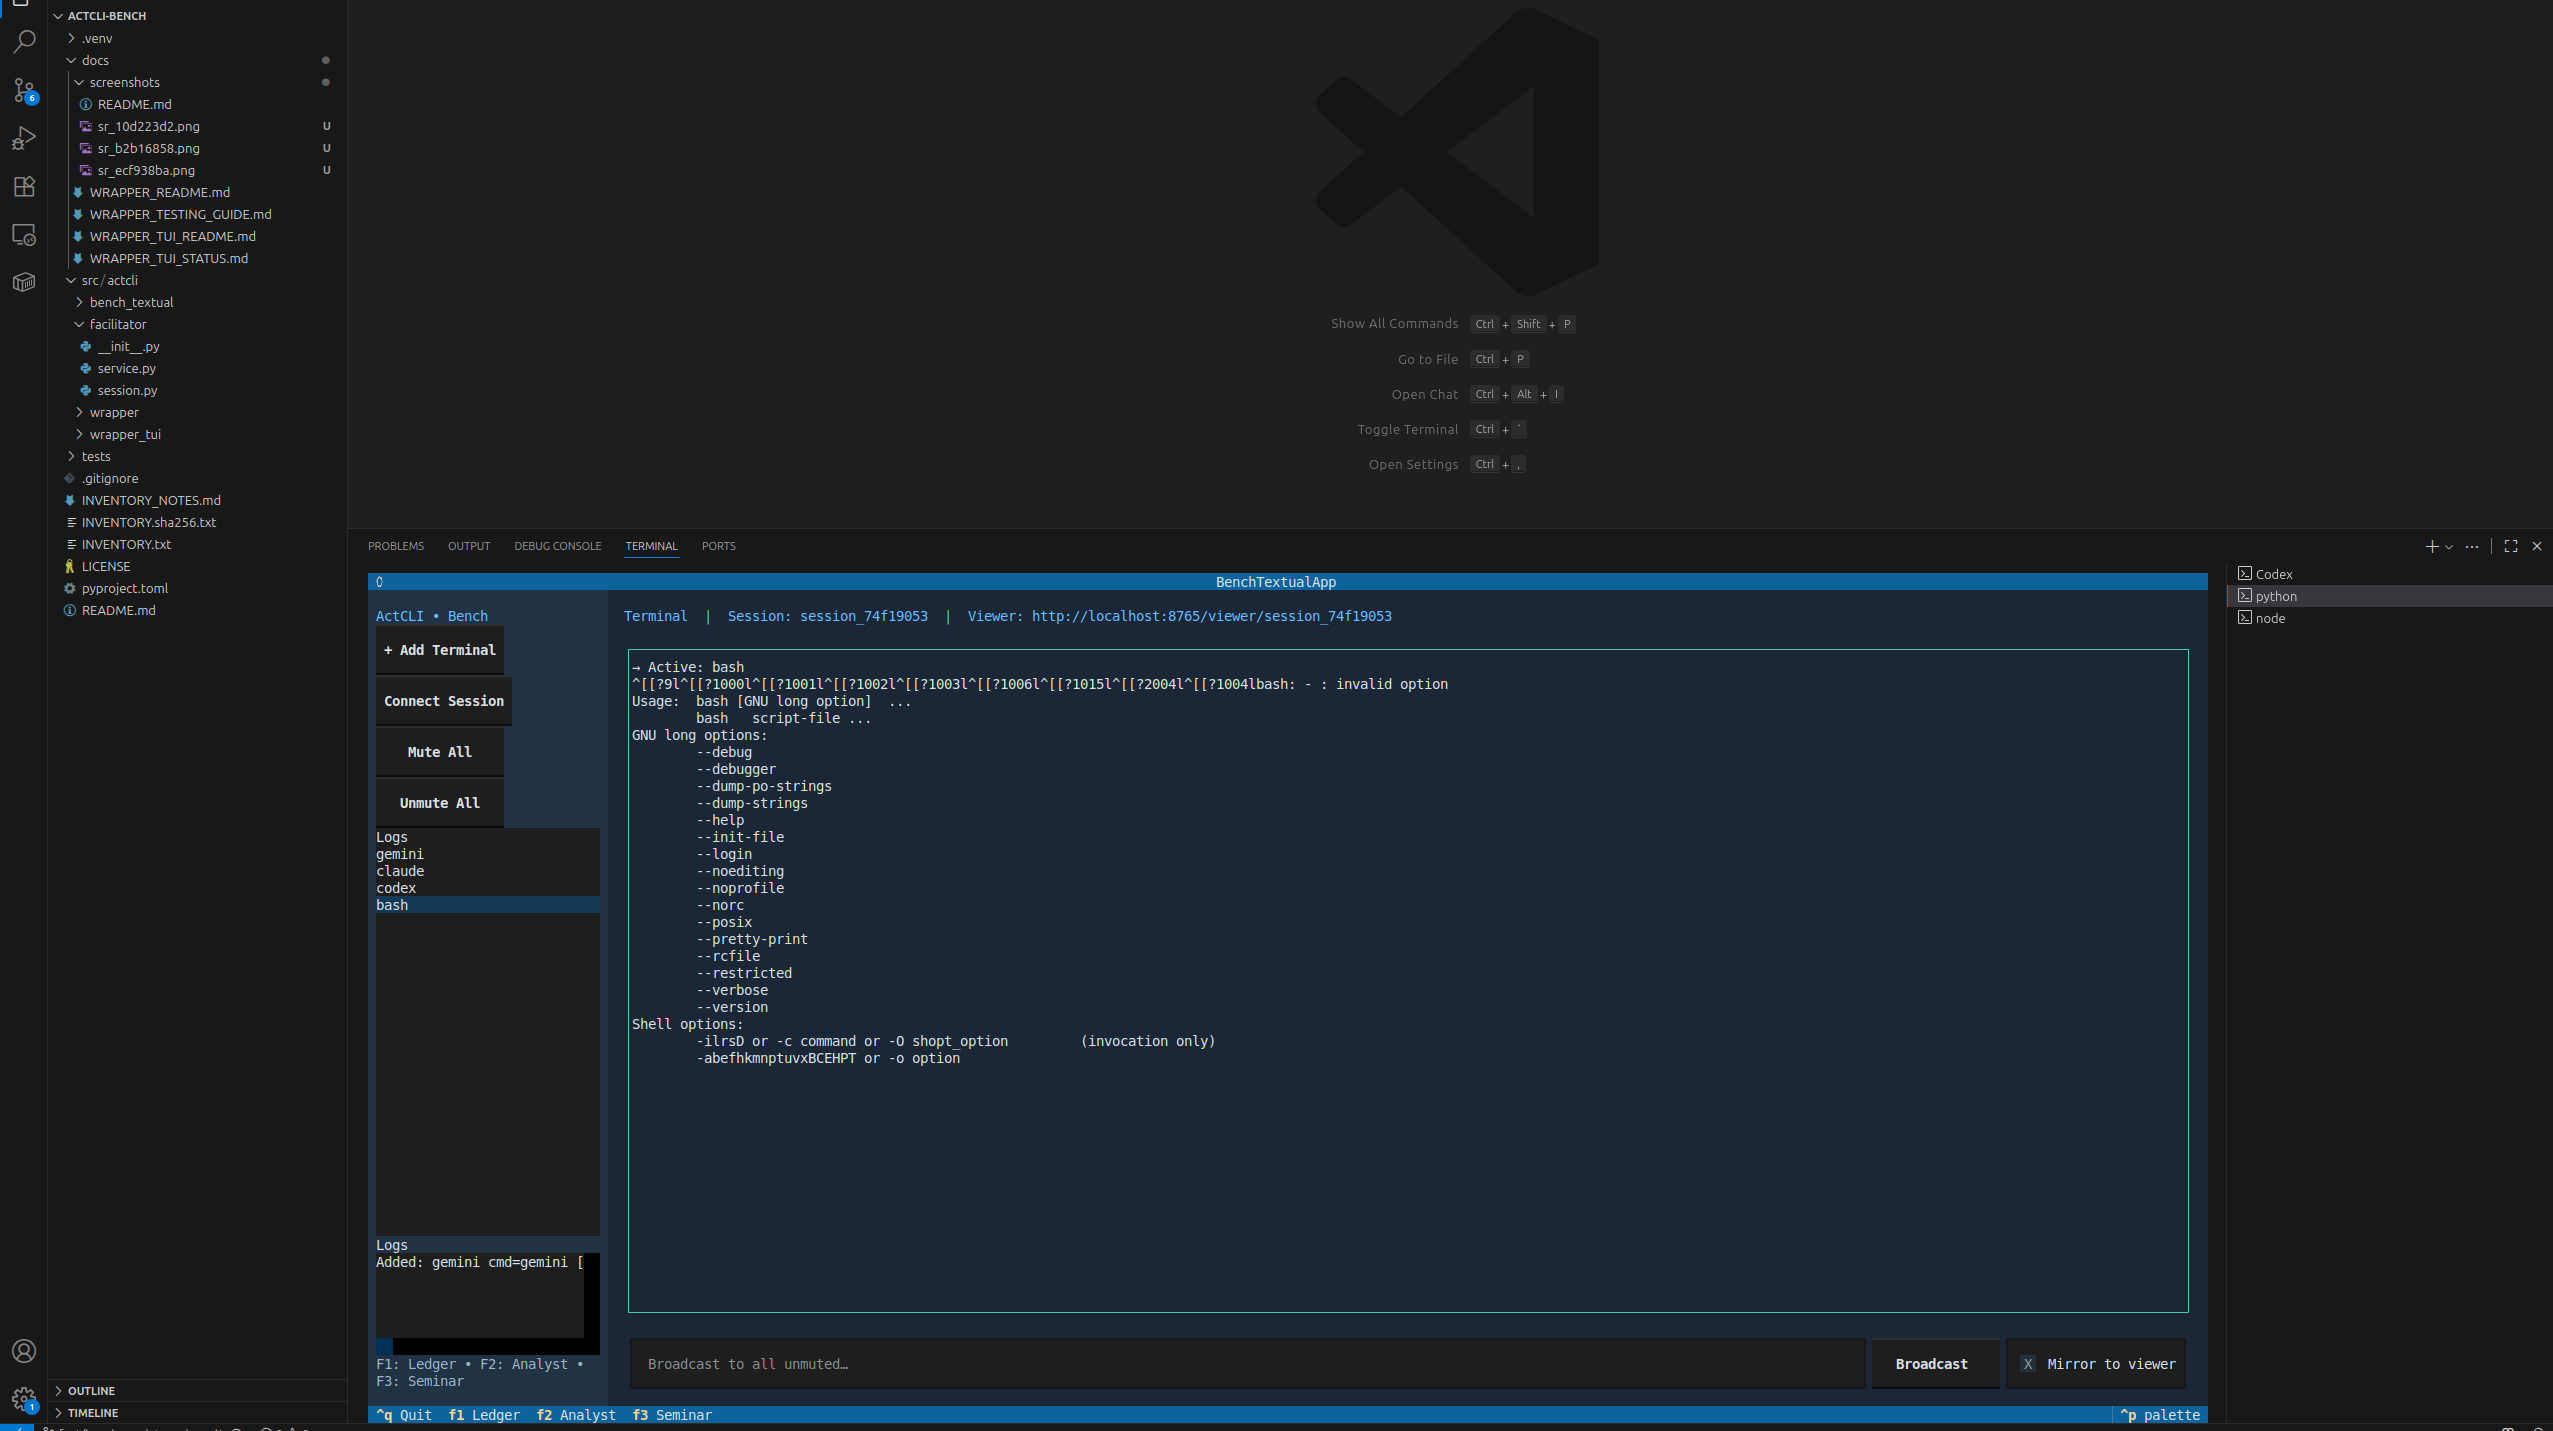 ACTCLI-BENCH
.venv
docs
screenshots
README.md
sr_10d223d2.png U
sr_b2b16858.png U
sr_ecf938ba.png U
WRAPPER_README.md
WRAPPER_TESTING_GUIDE.md
WRAPPER_TUI_README.md
WRAPPER_TUI_STATUS.md
src/actcli
bench_textual
facilitator
__init__.py
service.py
session.py
wrapper
wrapper_tui
tests
.gitignore
INVENTORY_NOTES.md
INVENTORY.sha256.txt
INVENTORY.txt
LICENSE
pyproject.toml
README.md
OUTLINE
TIMELINE
6
1
Show All Commands Ctrl + Shift + P
Go to File Ctrl + P
Open Chat Ctrl + Alt + I
Toggle Terminal Ctrl + `
Open Settings Ctrl + ,
PROBLEMS OUTPUT DEBUG CONSOLE TERMINAL PORTS
Codex
python
node
BenchTextualApp
ActCLI • Bench
+ Add Terminal
Connect Session
Mute All
Unmute All
Logs
gemini
claude
codex
bash
Logs
Added: gemini cmd=gemini [
F1: Ledger • F2: Analyst •
F3: Seminar
Terminal | Session: session_74f19053 | Viewer: http://localhost:8765/viewer/session_74f19053
→ Active: bash
^[[?9l^[[?1000l^[[?1001l^[[?1002l^[[?1003l^[[?1006l^[[?1015l^[[?2004l^[[?1004lbash: - : invalid option
Usage:  bash [GNU long option]  ...
        bash   script-file ...
GNU long options:
        --debug
        --debugger
        --dump-po-strings
        --dump-strings
        --help
        --init-file
        --login
        --noediting
        --noprofile
        --norc
        --posix
        --pretty-print
        --rcfile
        --restricted
        --verbose
        --version
Shell options:
        -ilrsD or -c command or -O shopt_option         (invocation only)
        -abefhkmnptuvxBCEHPT or -o option
Broadcast to all unmuted…
Broadcast
X Mirror to viewer
^q Quit f1 Ledger f2 Analyst f3 Seminar
^p palette